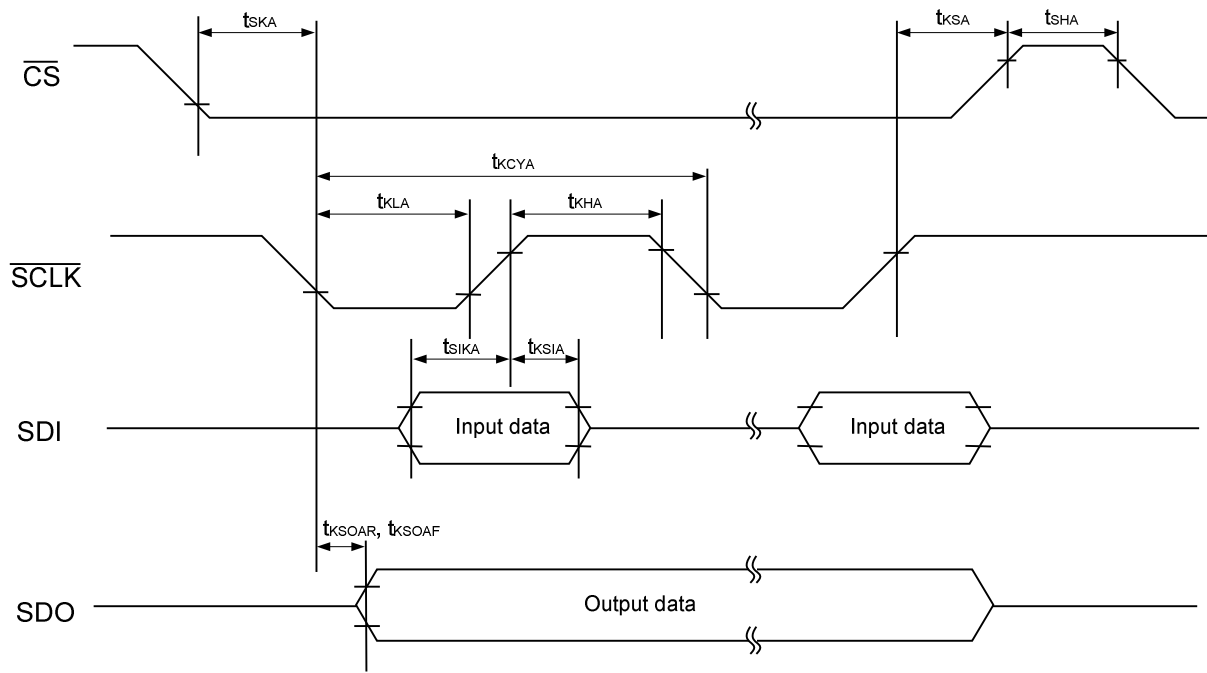 tSKA
tKSA
tSHA
CS
tKCYA
tKLA
tKHA
SCLK
tSIKA
tKSIA
SDI
Input data
Input data
tKSOAR, tKSOAF
SDO
Output data